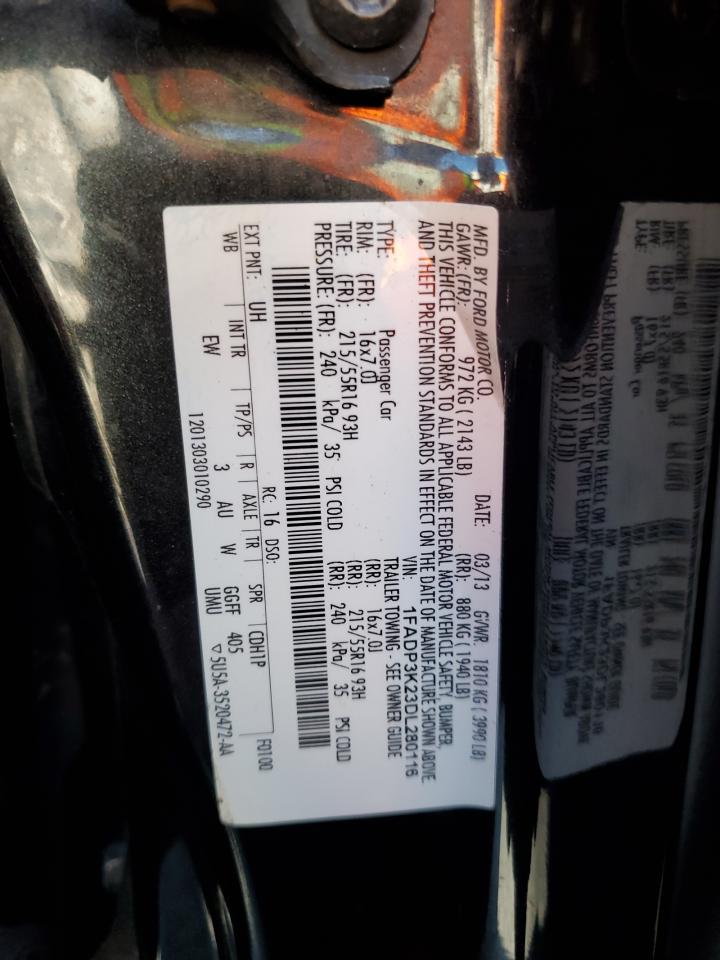 MFD. BY FORD MOTOR CO.
DATE: 03/13 GVWR: 1810 KG ( 3990 LB)
GAWR: (FR): 972 KG ( 2143 LB) (RR): 880 KG ( 1940 LB)
THIS VEHICLE CONFORMS TO ALL APPLICABLE FEDERAL MOTOR VEHICLE SAFETY, BUMPER,
AND THEFT PREVENTION STANDARDS IN EFFECT ON THE DATE OF MANUFACTURE SHOWN ABOVE.
VIN: 1FADP3K23DL280116
TYPE: Passenger Car TRAILER TOWING - SEE OWNER GUIDE
RIM: (FR): 16x7.0J (RR): 16x7.0J
TIRE: (FR): 215/55R16 93H (RR): 215/55R16 93H
PRESSURE: (FR): 240 kPa/ 35 PSI COLD (RR): 240 kPa/ 35 PSI COLD
RC: 16 DSO: F0100
EXT PNT: UH INT TR TP/PS R AXLE TR SPR CDH1P
WB EW 3 AU W GGFF 405
1201303010290 UMU ▽5U5A-3520472-AA